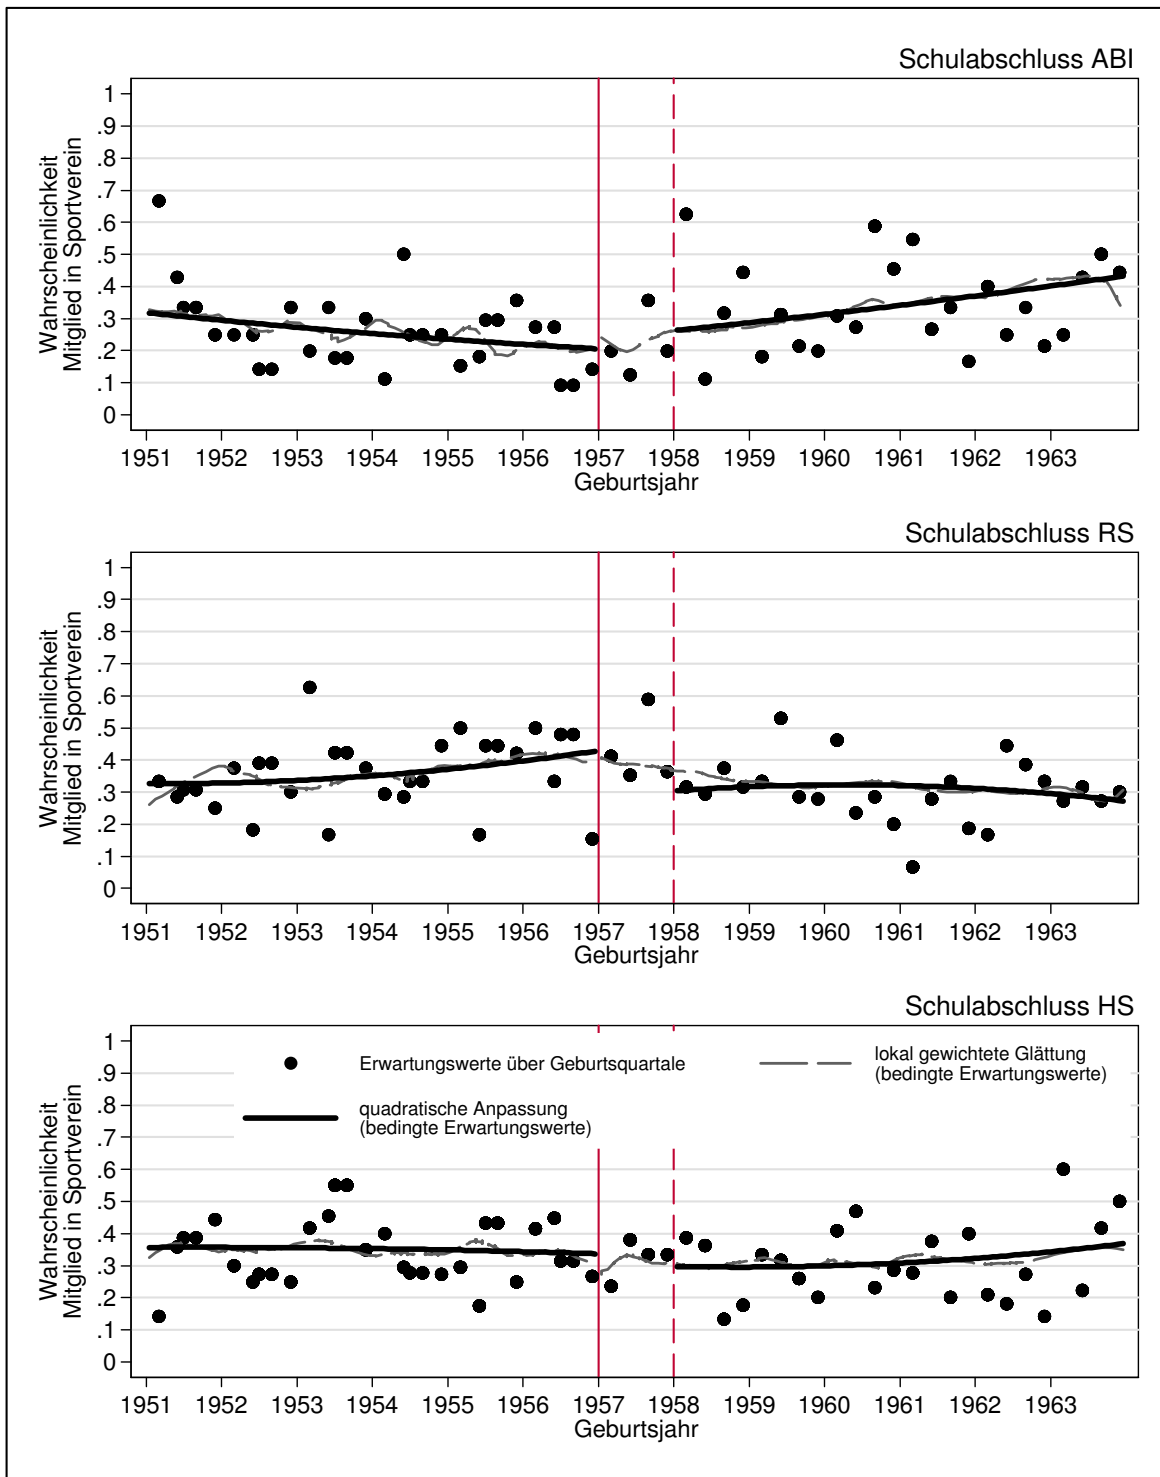 Schulabschluss ABI
Wahrscheinlichkeit
Mitglied in Sportverein
1
.9
.8
.7
.6
.5
.4
.3
.2
.1
0
1951 1952 1953 1954 1955 1956 1957 1958 1959 1960 1961 1962 1963
Geburtsjahr
Schulabschluss RS
Wahrscheinlichkeit
Mitglied in Sportverein
1
.9
.8
.7
.6
.5
.4
.3
.2
.1
0
1951 1952 1953 1954 1955 1956 1957 1958 1959 1960 1961 1962 1963
Geburtsjahr
Schulabschluss HS
Wahrscheinlichkeit
Mitglied in Sportverein
1
.9
.8
.7
.6
.5
.4
.3
.2
.1
0
Erwartungswerte über Geburtsquartale
lokal gewichtete Glättung
(bedingte Erwartungswerte)
quadratische Anpassung
(bedingte Erwartungswerte)
1951 1952 1953 1954 1955 1956 1957 1958 1959 1960 1961 1962 1963
Geburtsjahr